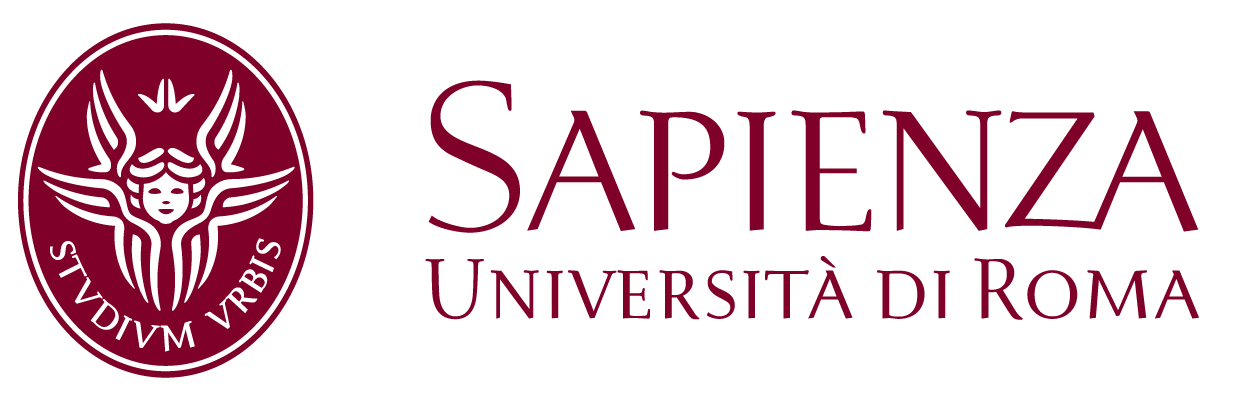 STVDIVM VRBIS
SAPIENZA
UNIVERSITÀ DI ROMA